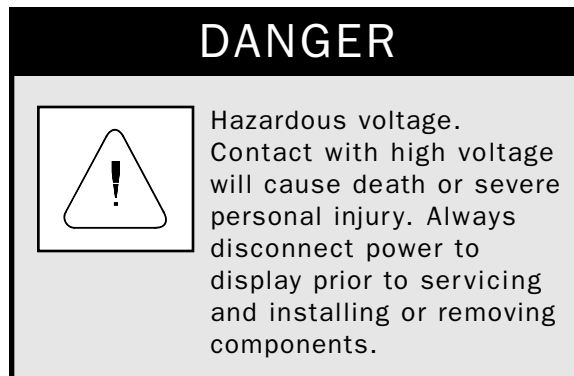 DANGER
!
Hazardous voltage.
Contact with high voltage
will cause death or severe
personal injury. Always
disconnect power to
display prior to servicing
and installing or removing
components.